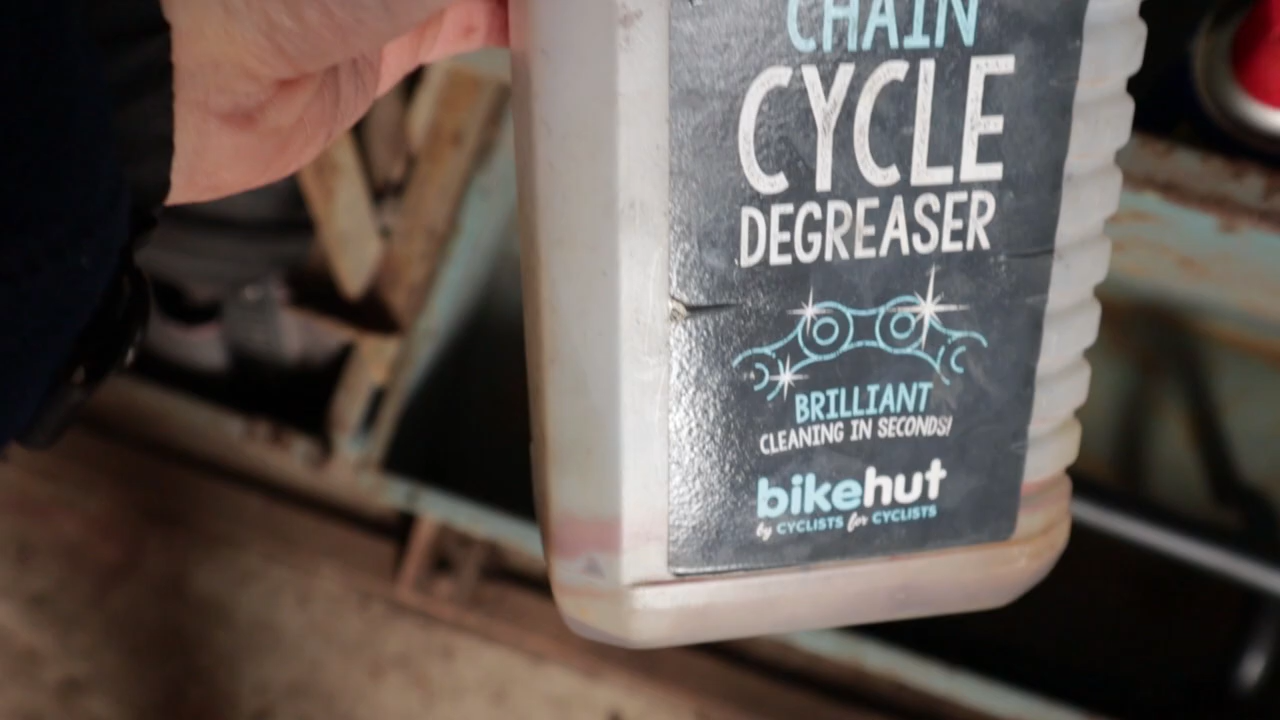 CHAIN
CYCLE
DEGREASER
BRILLIANT
CLEANING IN SECONDS!
bikehut
by CYCLISTS for CYCLISTS